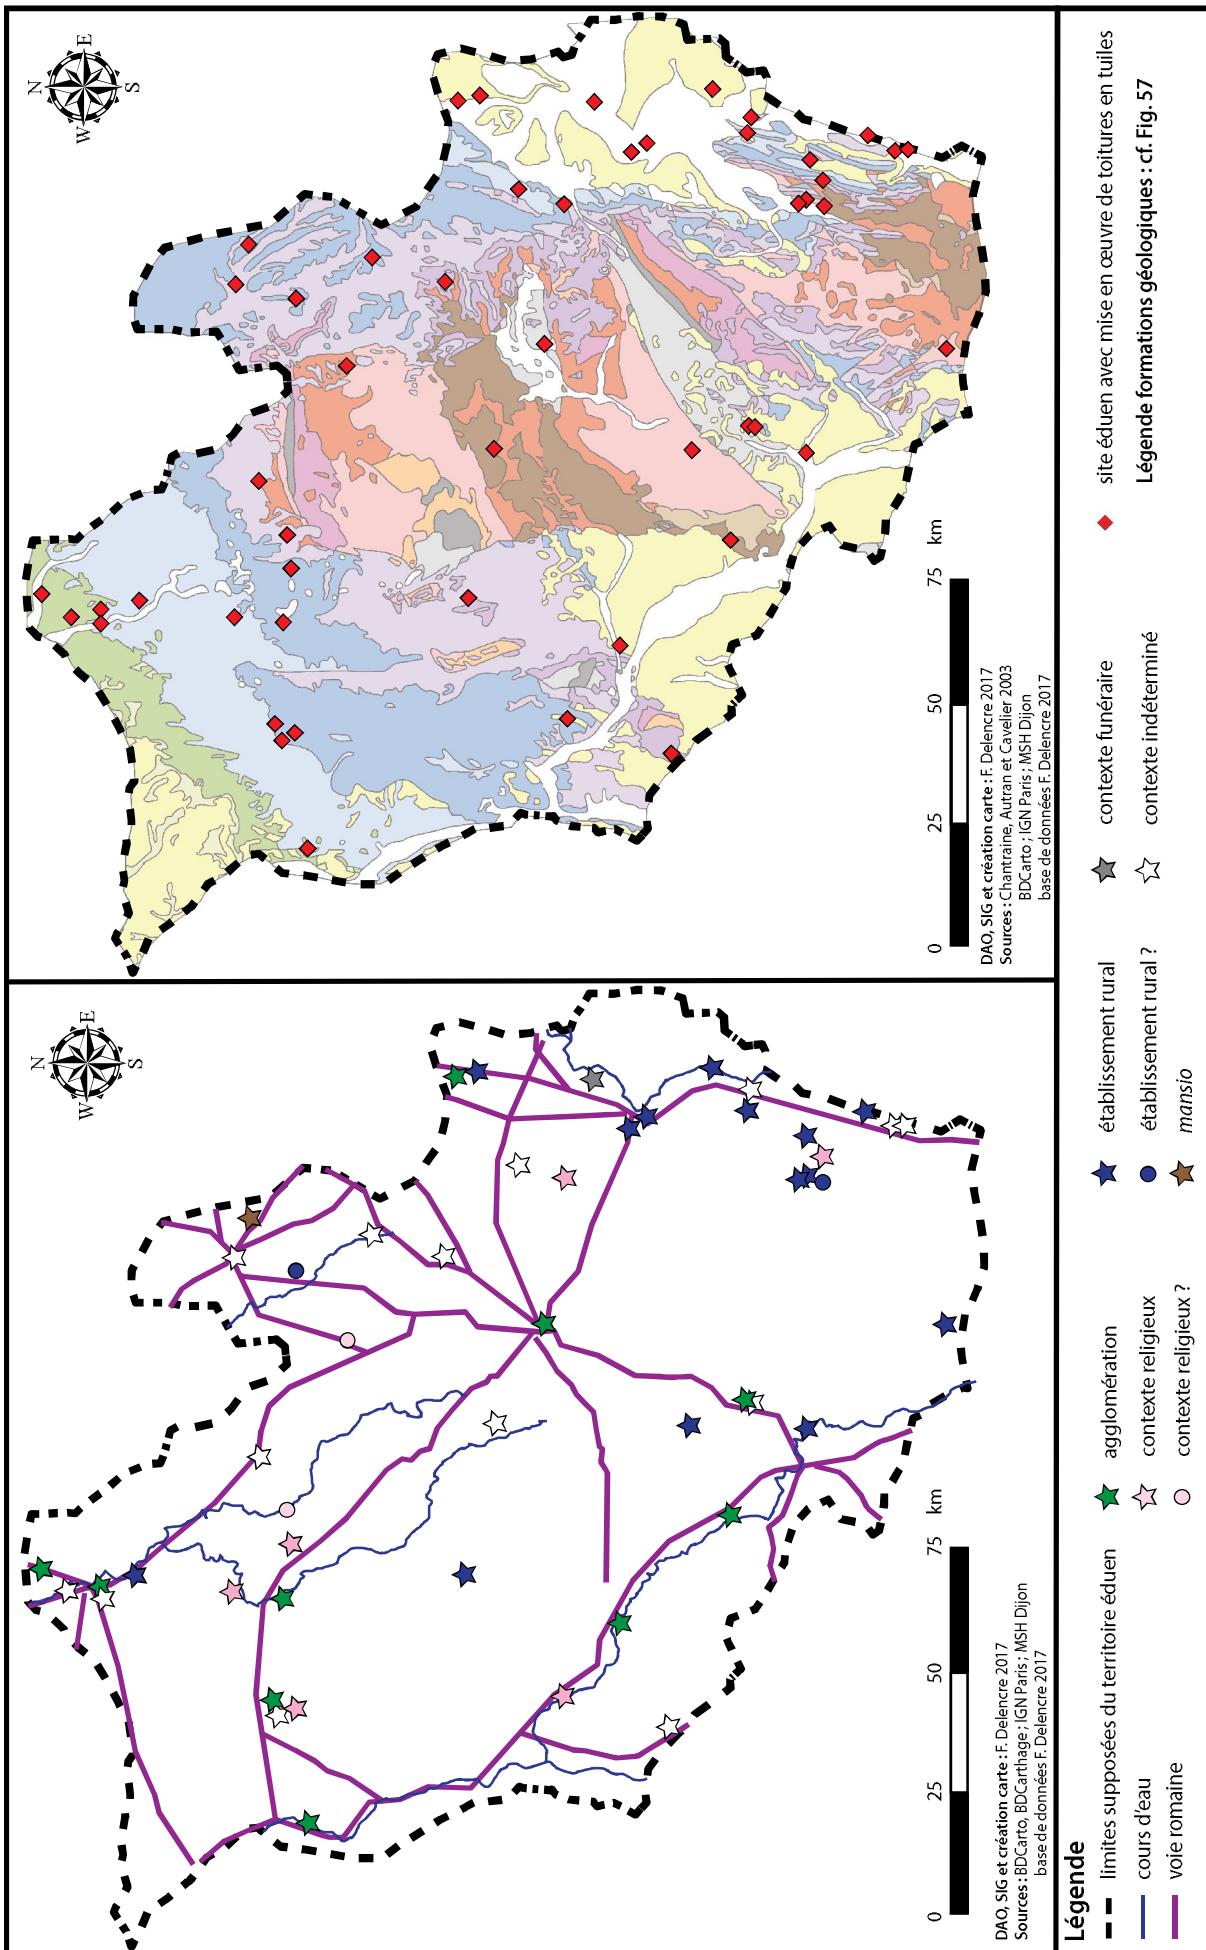 N
E
S
W
0
25
50
75
km
DAO, SIG et création carte : F. Delencre 2017
Sources : BDCarto, BDCarthage ; IGN Paris ; MSH Dijon
base de données F. Delencre 2017
N
E
S
W
0
25
50
75
km
DAO, SIG et création carte : F. Delencre 2017
Sources : Chantraine, Autran et Cavelier 2003
BDCarto ; IGN Paris ; MSH Dijon
base de données F. Delencre 2017
Légende
limites supposées du territoire éduen
cours d'eau
voie romaine
agglomération
contexte religieux
contexte religieux ?
établissement rural
établissement rural ?
mansio
contexte funéraire
contexte indéterminé
site éduen avec mise en œuvre de toitures en tuiles
Légende formations géologiques : cf. Fig. 57